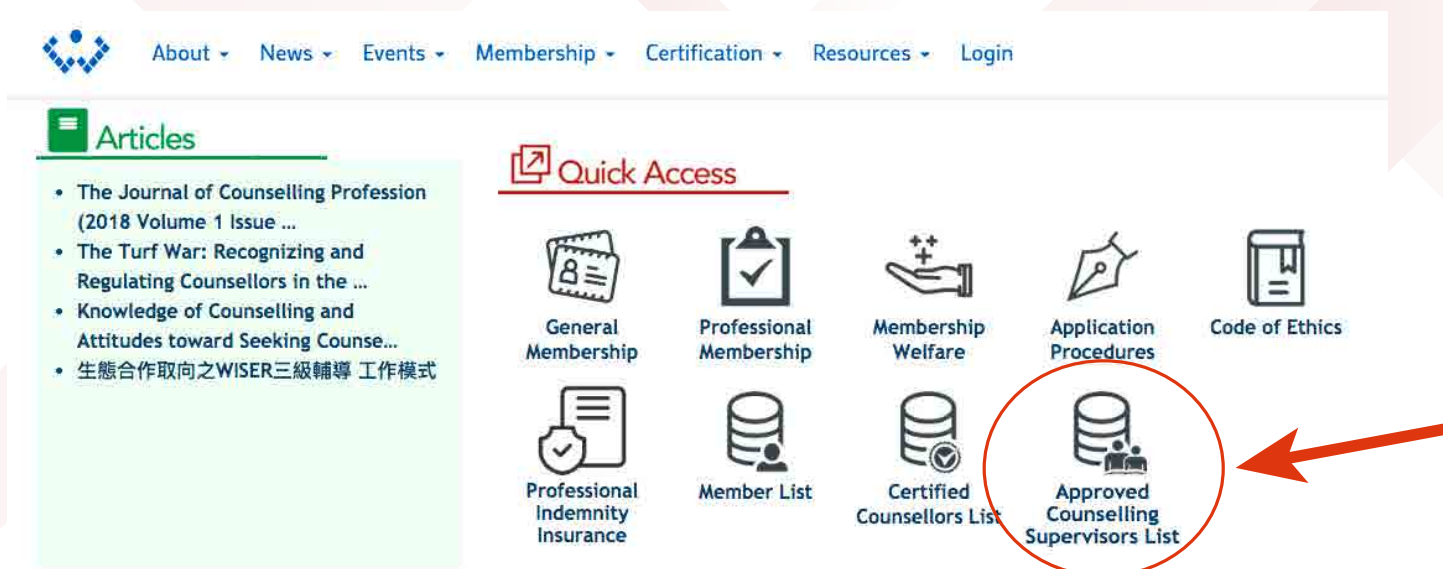 About News Events Membership Certification Resources Login
Articles
• The Journal of Counselling Profession
(2018 Volume 1 Issue ...
• The Turf War: Recognizing and
Regulating Counsellors in the ...
• Knowledge of Counselling and
Attitudes toward Seeking Counse...
• 生態合作取向之WISER三級輔導 工作模式
Quick Access
General
Membership
Professional
Membership
Membership
Welfare
Application
Procedures
Code of Ethics
Professional
Indemnity
Insurance
Member List
Certified
Counsellors List
Approved
Counselling
Supervisors List